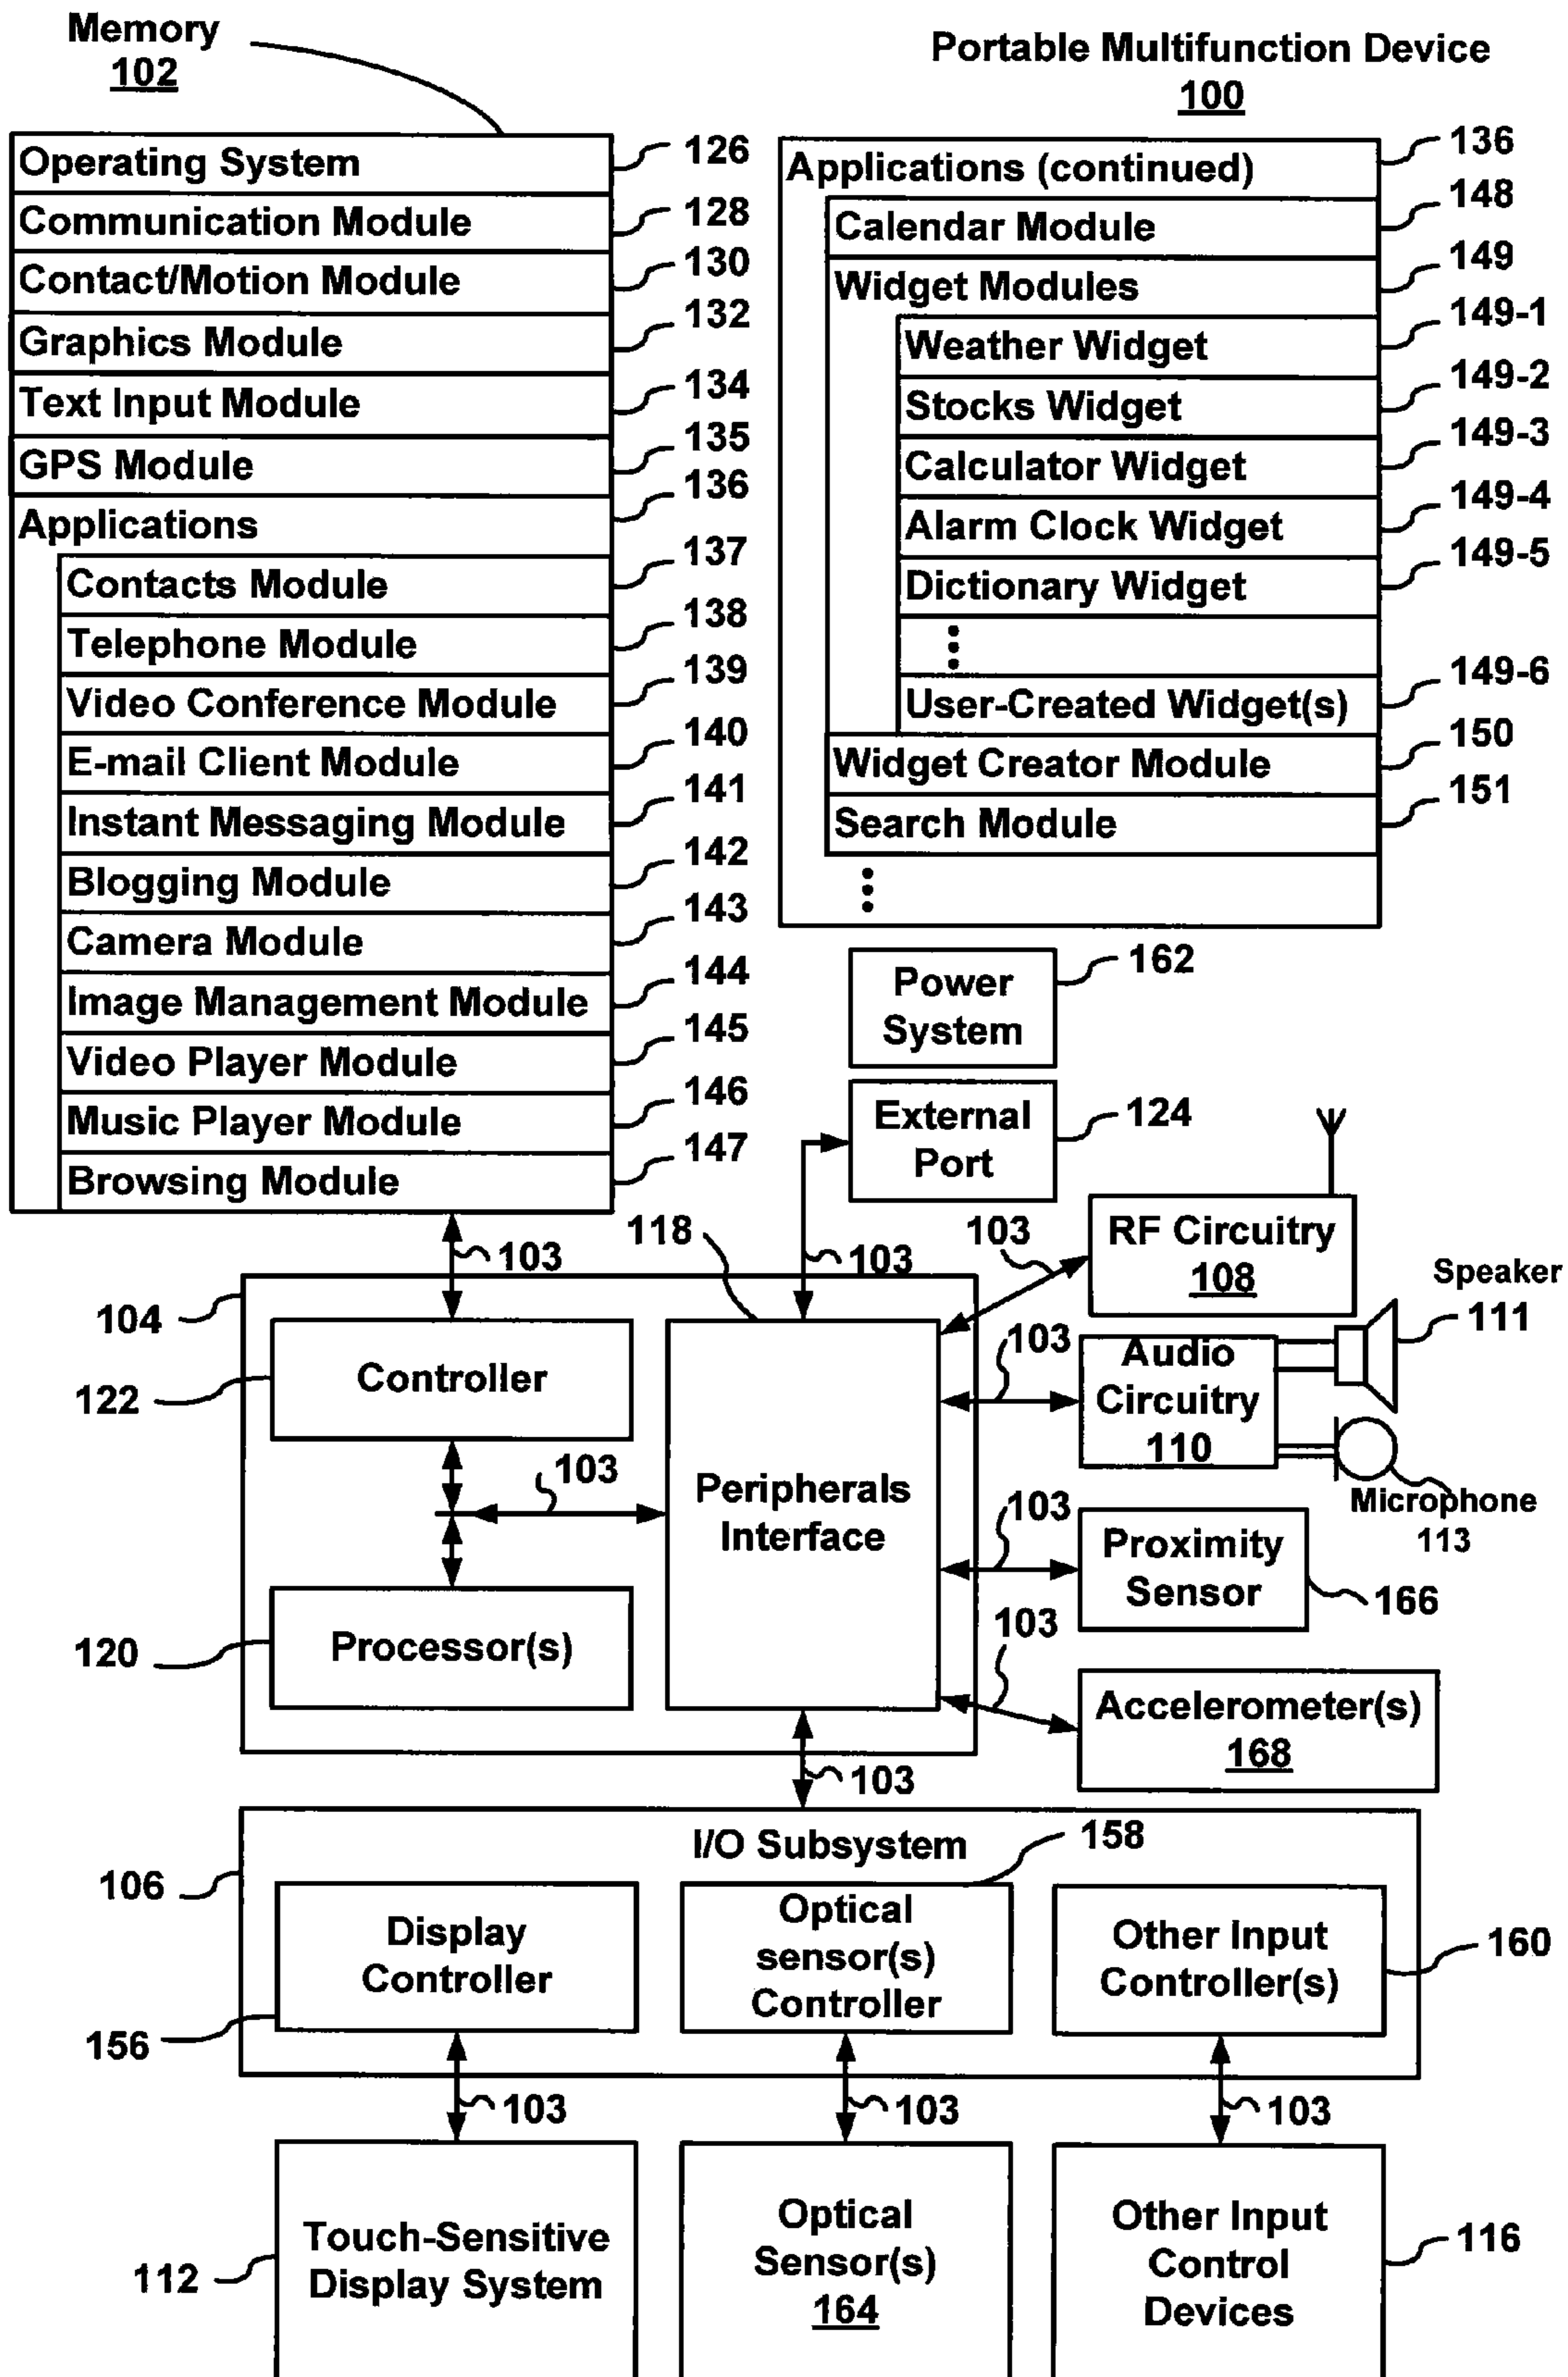 Memory
102
Portable Multifunction Device
100
Operating System 126
Communication Module 128
Contact/Motion Module 130
Graphics Module 132
Text Input Module 134
GPS Module 135
Applications 136
Contacts Module 137
Telephone Module 138
Video Conference Module 139
E-mail Client Module 140
Instant Messaging Module 141
Blogging Module 142
Camera Module 143
Image Management Module 144
Video Player Module 145
Music Player Module 146
Browsing Module 147
Applications (continued) 136
Calendar Module 148
Widget Modules 149
Weather Widget 149-1
Stocks Widget 149-2
Calculator Widget 149-3
Alarm Clock Widget 149-4
Dictionary Widget 149-5
User-Created Widget(s) 149-6
Widget Creator Module 150
Search Module 151
Power
System
162
External
Port
124
103
118
103
103
RF Circuitry
108
Speaker
111
104
Controller
122
103
Audio
Circuitry
110
103
Peripherals
Interface
Microphone
113
103
Proximity
Sensor
166
Processor(s)
120
103
Accelerometer(s)
168
103
I/O Subsystem
106
158
Display
Controller
156
Optical
sensor(s)
Controller
Other Input
Controller(s)
160
103
103
103
Touch-Sensitive
Display System
112
Optical
Sensor(s)
164
Other Input
Control
Devices
116